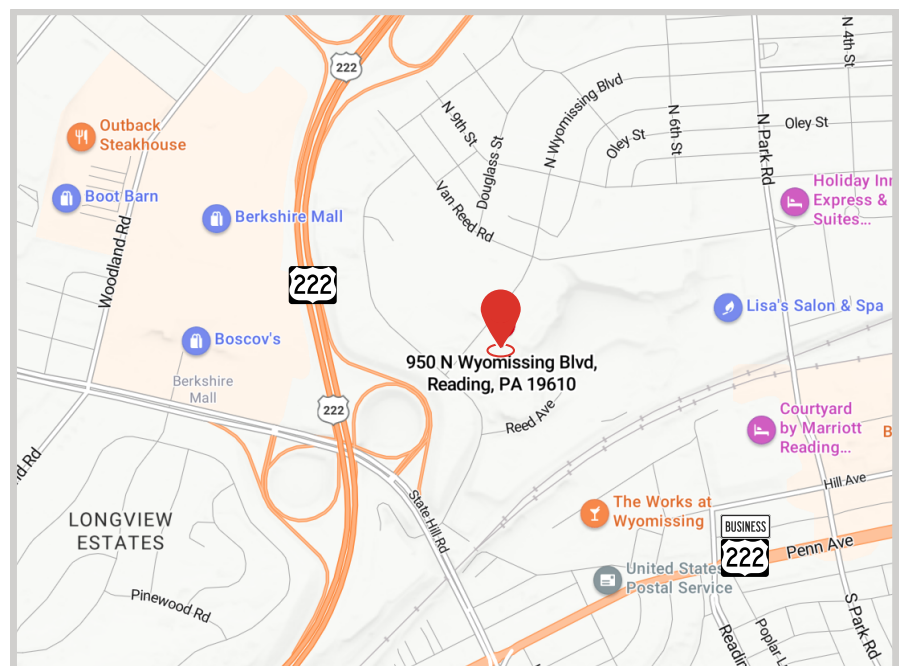 222
N 4th St
Outback
Steakhouse
N 9th St
Douglass St
N Wyomissing Blvd
Oley St
N 6th St
N Park Rd
Oley St
Boot Barn
Berkshire Mall
Woodland Rd
Van Reed Rd
Holiday Inn
Express &
Suites...
222
Lisa's Salon & Spa
Boscov's
Berkshire
Mall
950 N Wyomissing Blvd,
Reading, PA 19610
222
Reed Ave
Courtyard
by Marriott
Reading...
B
nd Rd
Hill Ave
LONGVIEW
ESTATES
State Hill Rd
The Works at
Wyomissing
BUSINESS
222
Penn Ave
United States
Postal Service
Pinewood Rd
Readin
Poplar L
S Park Rd